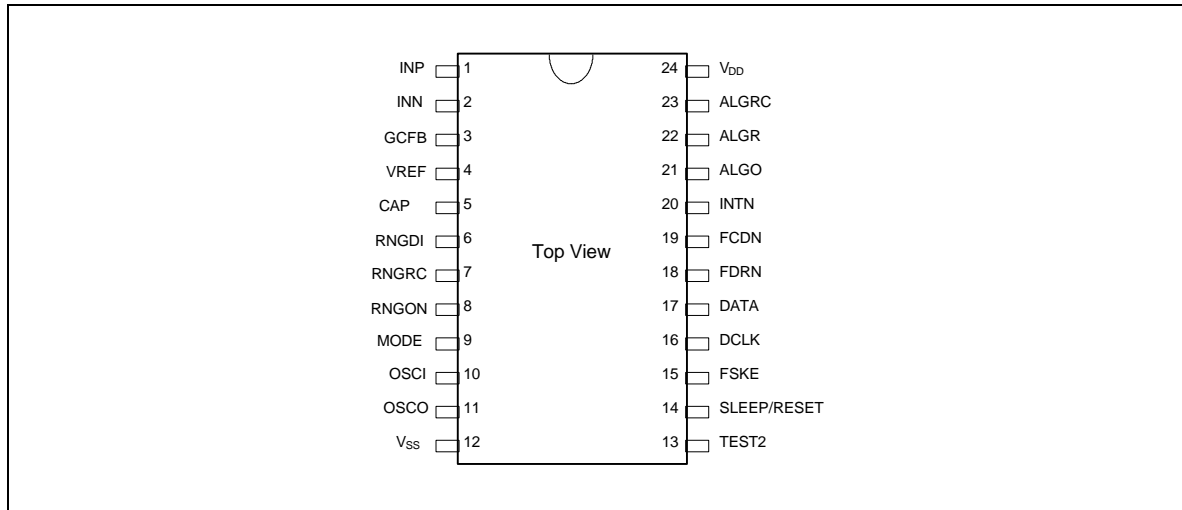 INP 1 24 VDD
INN 2 23 ALGRC
GCFB 3 22 ALGR
VREF 4 21 ALGO
CAP 5 20 INTN
RNGDI 6 19 FCDN
Top View
RNGRC 7 18 FDRN
RNGON 8 17 DATA
MODE 9 16 DCLK
OSCI 10 15 FSKE
OSCO 11 14 SLEEP/RESET
VSS 12 13 TEST2